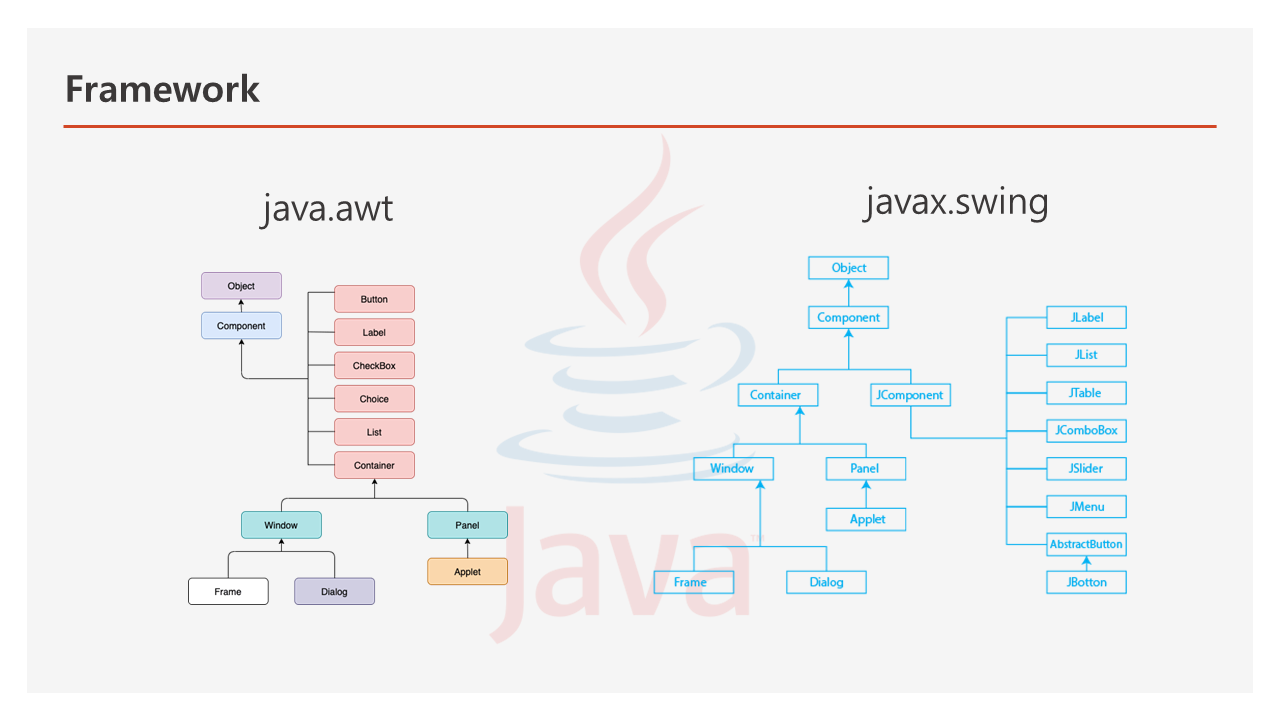 Framework
java.awt
Object
Component
Button
Label
CheckBox
Choice
List
Container
Window
Panel
Frame
Dialog
Applet
javax.swing
Object
Component
Container
JComponent
Window
Panel
Applet
Frame
Dialog
JLabel
JList
JTable
JComboBox
JSlider
JMenu
AbstractButton
JBotton
Java™